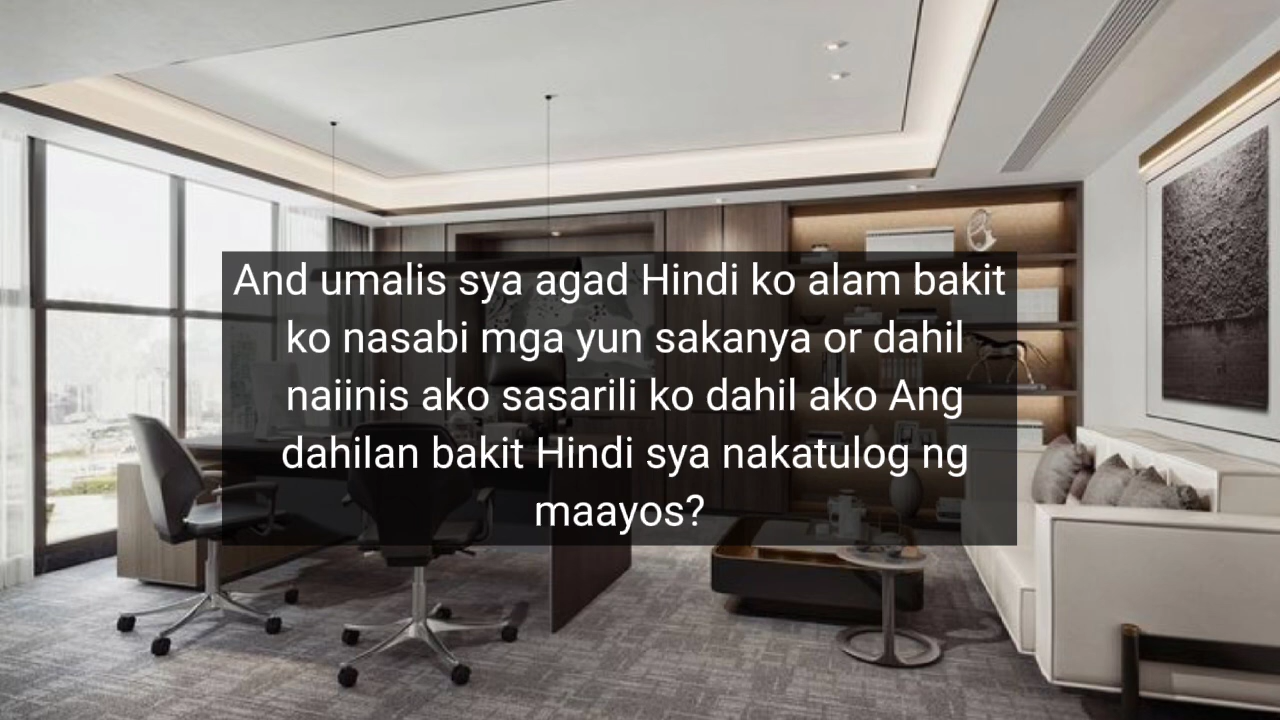 And umalis sya agad Hindi ko alam bakit
ko nasabi mga yun sakanya or dahil
naiinis ako sasarili ko dahil ako Ang
dahilan bakit Hindi sya nakatulog ng
maayos?